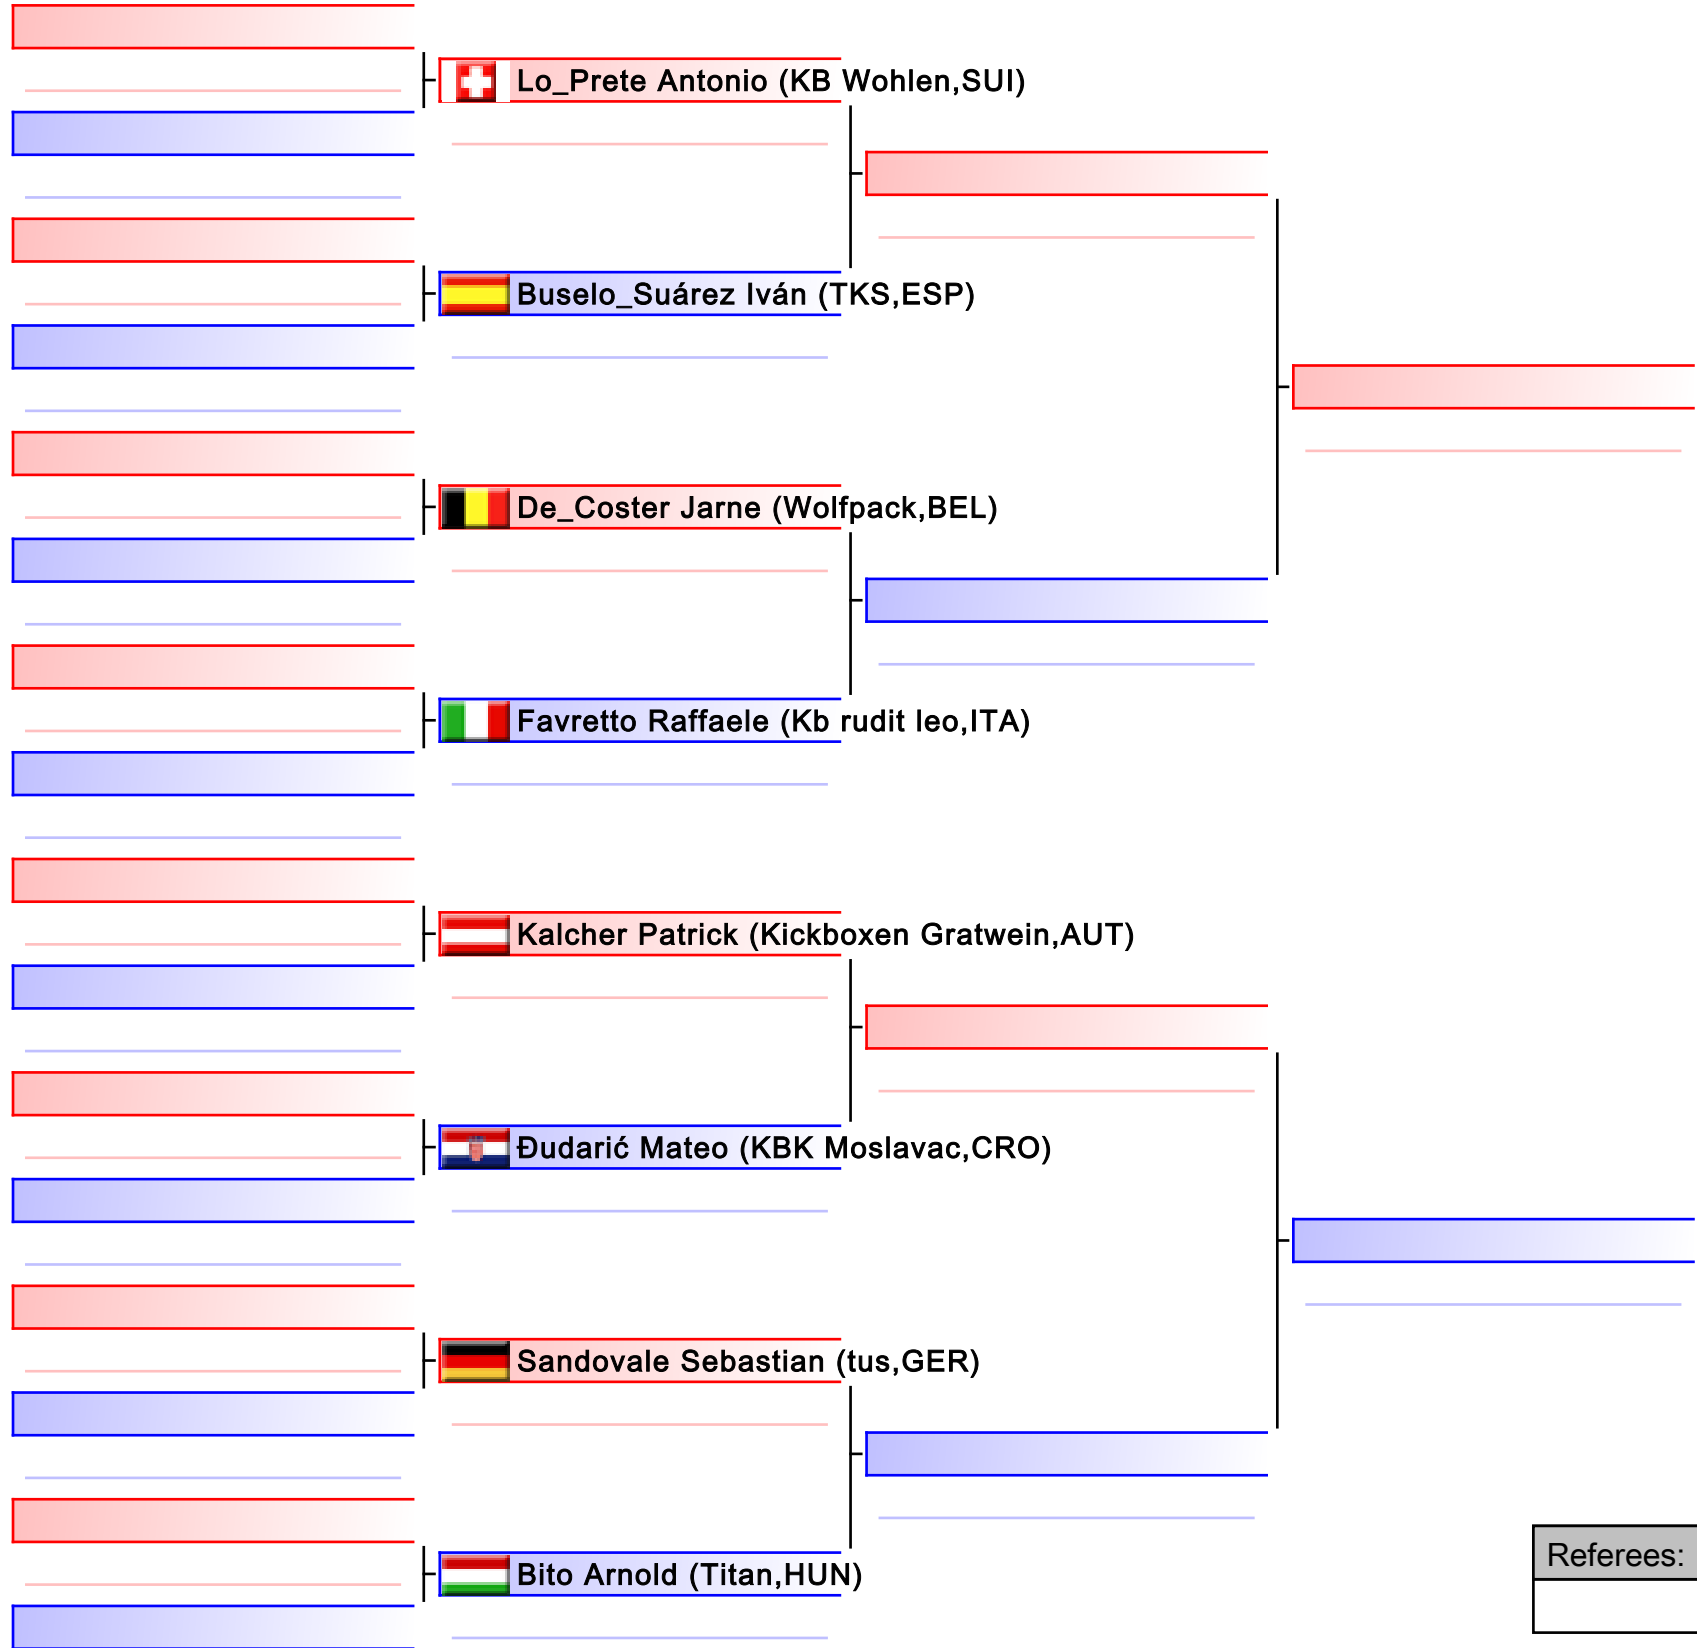 Lo_Prete Antonio (KB Wohlen,SUI)
Buselo_Suárez Iván (TKS,ESP)
De_Coster Jarne (Wolfpack,BEL)
Favretto Raffaele (Kb rudit leo,ITA)
Kalcher Patrick (Kickboxen Gratwein,AUT)
Đudarić Mateo (KBK Moslavac,CRO)
Sandovale Sebastian (tus,GER)
Bito Arnold (Titan,HUN)
Referees: